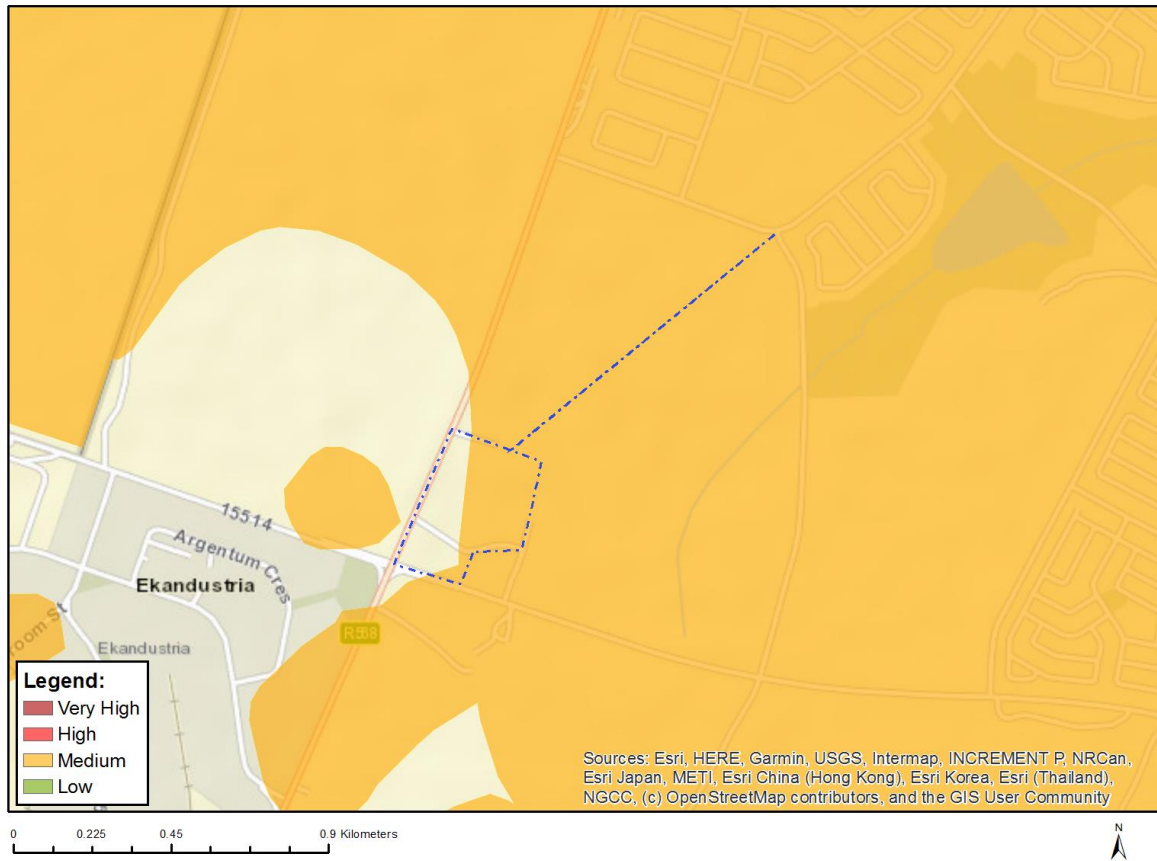 15514
Argentum Cres
Ekandustria
room St
R568
Ekandustria
Legend:
Very High
High
Medium
Low
Sources: Esri, HERE, Garmin, USGS, Intermap, INCREMENT P, NRCan,
Esri Japan, METI, Esri China (Hong Kong), Esri Korea, Esri (Thailand),
NGCC, (c) OpenStreetMap contributors, and the GIS User Community
0 0.225 0.45 0.9 Kilometers
N